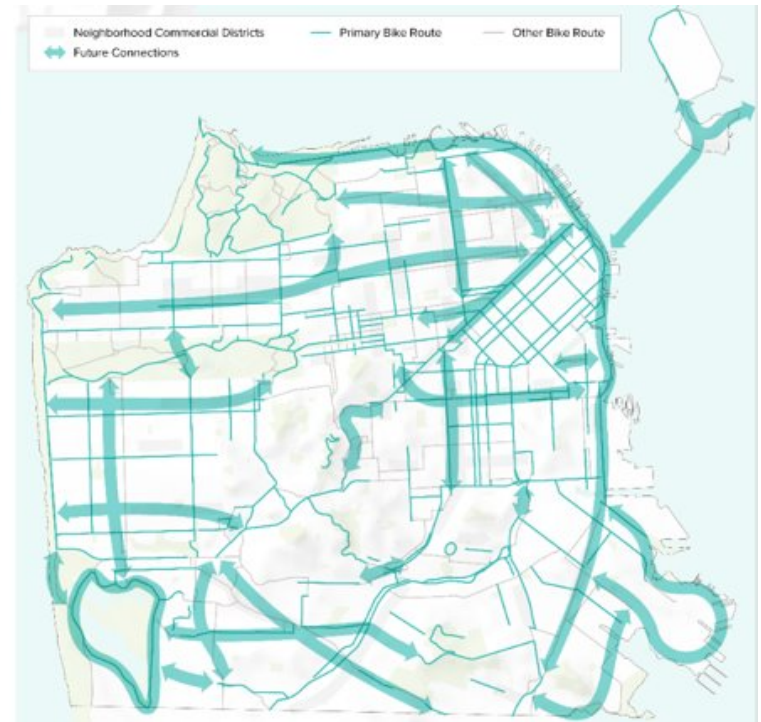 Neighborhood Commercial Districts
Primary Bike Route
Other Bike Route
Future Connections